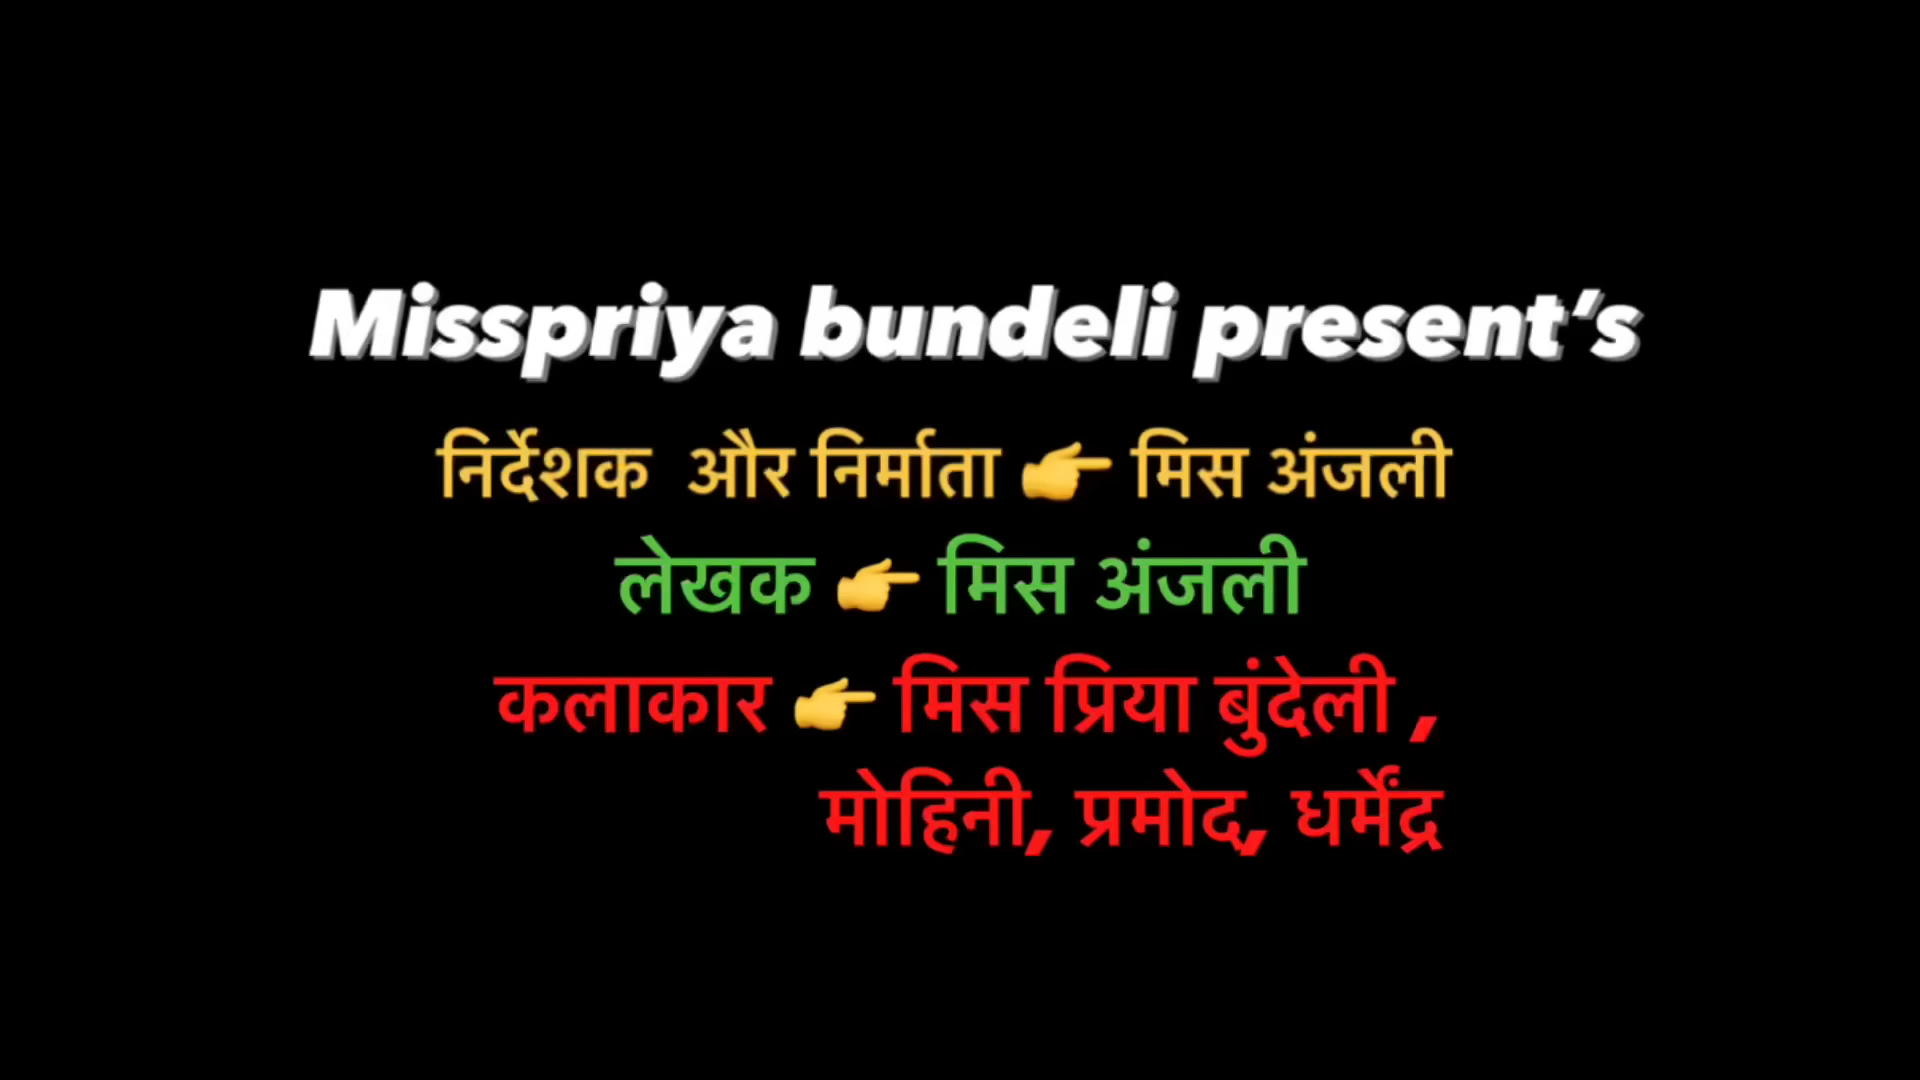 Misspriya bundeli present’s
निर्देशक और निर्माता 👉 मिस अंजली
लेखक 👉 मिस अंजली
कलाकार 👉 मिस प्रिया बुंदेली ,
मोहिनी, प्रमोद, धर्मेंद्र